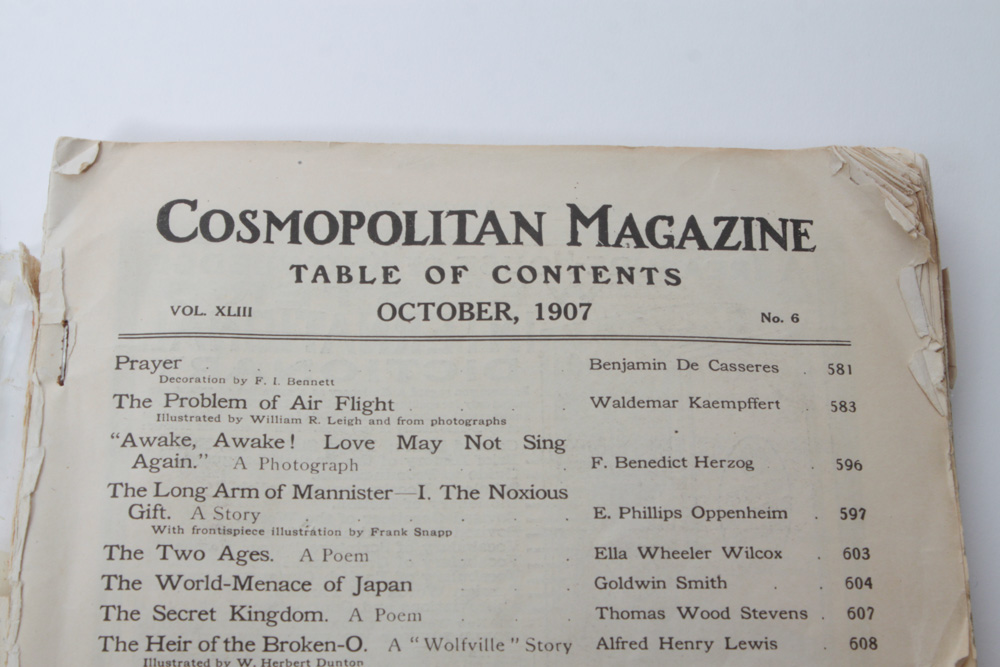 COSMOPOLITAN MAGAZINE
TABLE OF CONTENTS
VOL. XLIII OCTOBER, 1907 No. 6
Prayer . . . . . Benjamin De Casseres . 581
Decoration by F. I. Bennett
The Problem of Air Flight . . . . Waldemar Kaempffert . 583
Illustrated by William R. Leigh and from photographs
"Awake, Awake! Love May Not Sing
Again." A Photograph . . . . F. Benedict Herzog . 596
The Long Arm of Mannister—I. The Noxious
Gift. A Story . . . . . E. Phillips Oppenheim . 597
With frontispiece illustration by Frank Snapp
The Two Ages. A Poem . . . . Ella Wheeler Wilcox . 603
The World-Menace of Japan . . . . Goldwin Smith . . 604
The Secret Kingdom. A Poem . . . Thomas Wood Stevens . 607
The Heir of the Broken-O. A "Wolfville" Story Alfred Henry Lewis . 608
Illustrated by W. Herbert Dunton